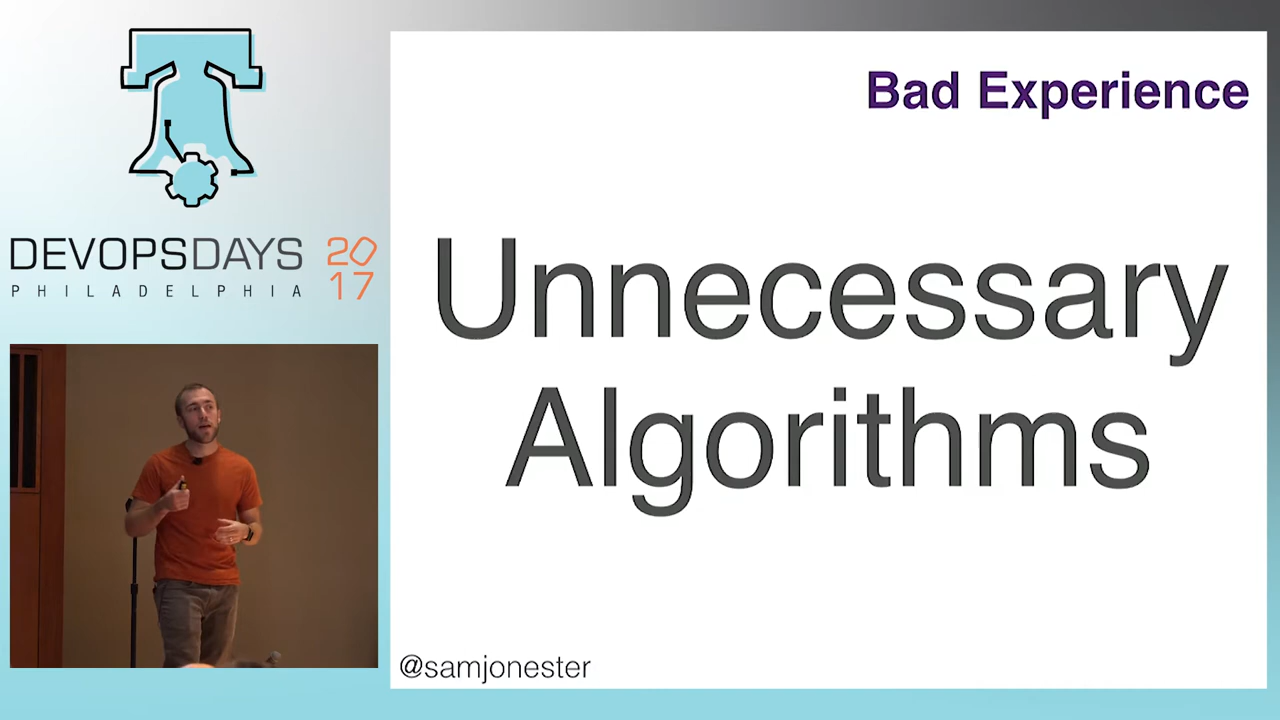 DEVOPSDAYS 2017
PHILADELPHIA
Bad Experience
Unnecessary
Algorithms
@samjonester